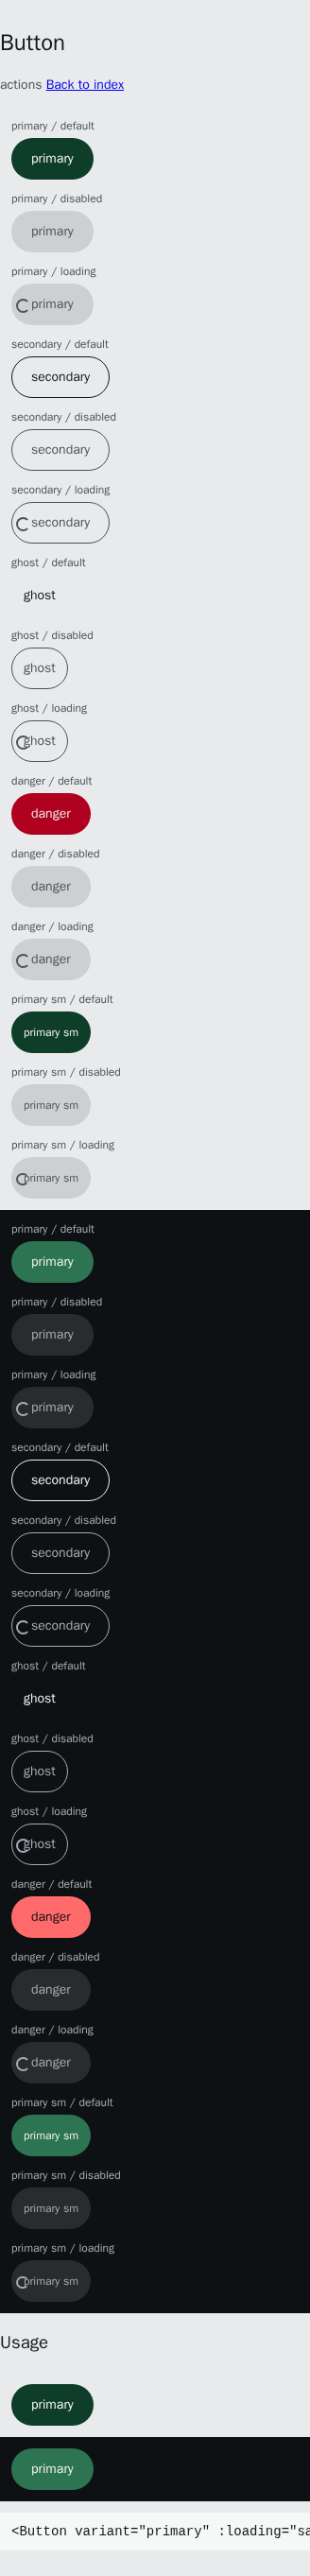 Button
actions Back to index
primary / default
primary
primary / disabled
primary
primary / loading
primary
secondary / default
secondary
secondary / disabled
secondary
secondary / loading
secondary
ghost / default
ghost
ghost / disabled
ghost
ghost / loading
ghost
danger / default
danger
danger / disabled
danger
danger / loading
danger
primary sm / default
primary sm
primary sm / disabled
primary sm
primary sm / loading
primary sm
primary / default
primary
primary / disabled
primary
primary / loading
primary
secondary / default
secondary
secondary / disabled
secondary
secondary / loading
secondary
ghost / default
ghost
ghost / disabled
ghost
ghost / loading
ghost
danger / default
danger
danger / disabled
danger
danger / loading
danger
primary sm / default
primary sm
primary sm / disabled
primary sm
primary sm / loading
primary sm
Usage
primary
primary
<Button variant="primary" :loading="sa